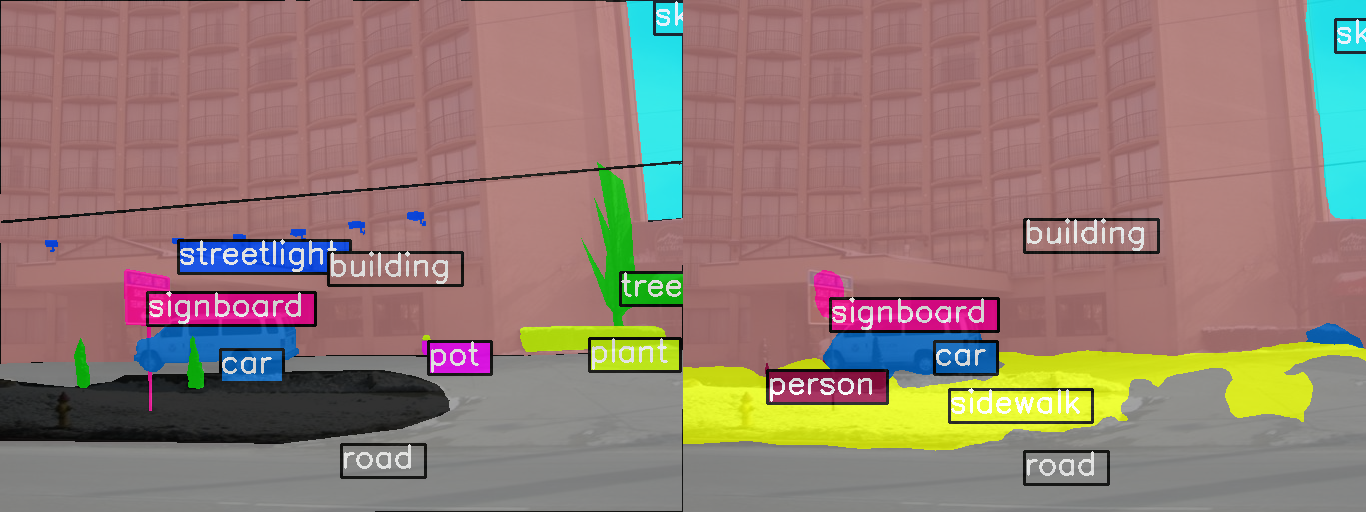 sk
streetlight
building
tree
signboard
car
pot
plant
road
sk
building
signboard
car
person
sidewalk
road